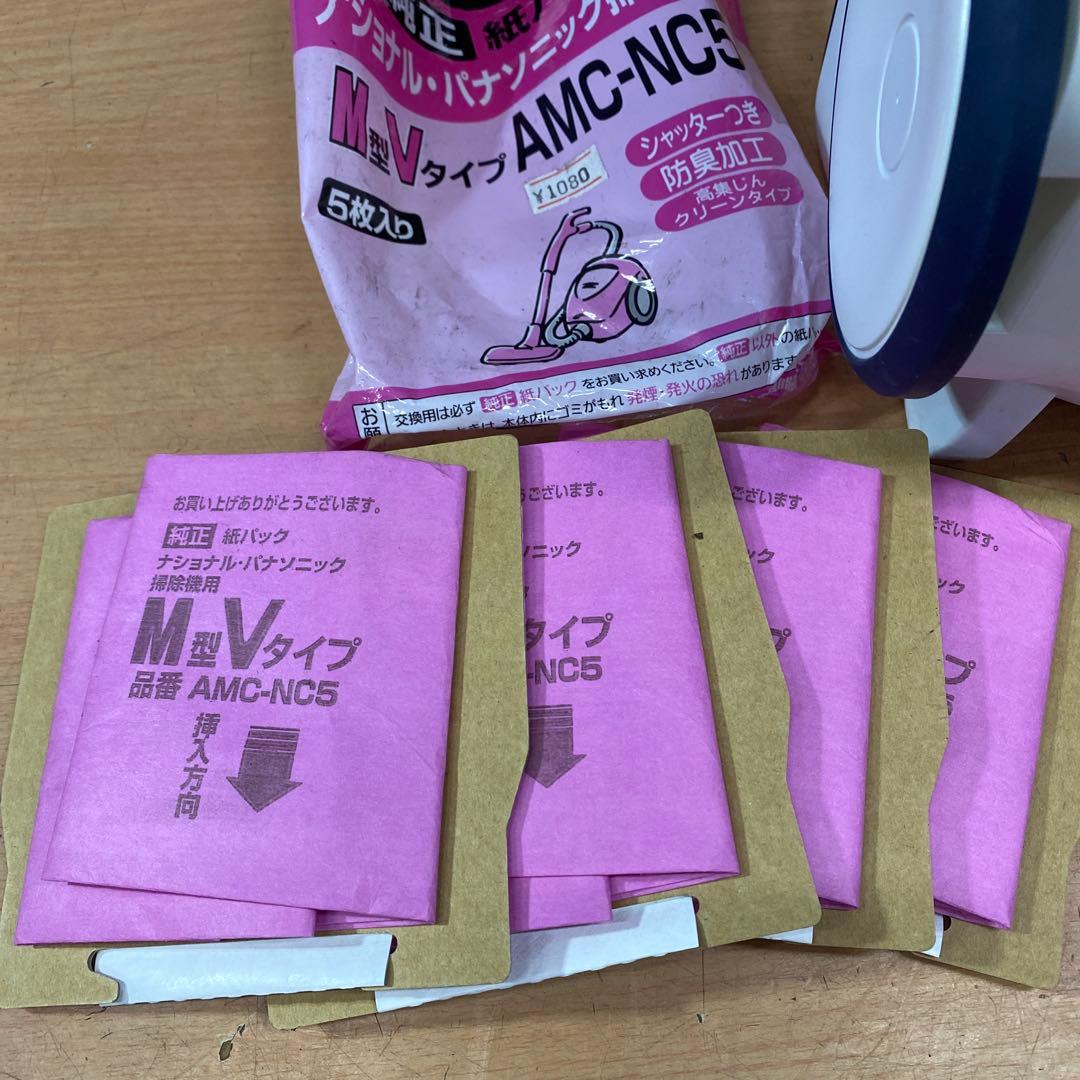 純正 紙パ
ナショナル・パナソニック掃
M型Vタイプ AMC-NC5
5枚入り
¥1080
シャッターつき
防臭加工
高集じん
クリーンタイプ
お願
交換用は必ず純正紙パックをお買い求めください。純正以外の紙パッ
本体内にゴミがもれ発煙・発火の恐れがあります
お買い上げありがとうございます。
純正 紙パック
ナショナル・パナソニック
掃除機用
M型Vタイプ
品番 AMC-NC5
挿入方向
うございます。
ニック
タイプ
-NC5
ございます。
ック
プ
ざいます。
ック
プ
5